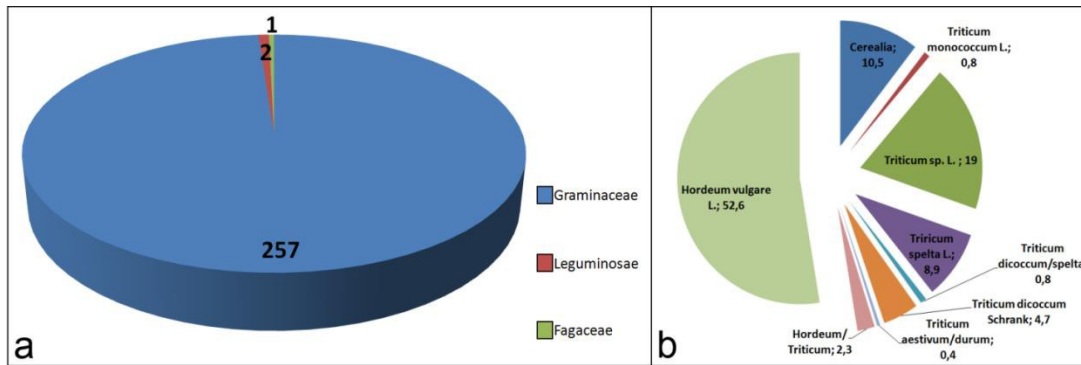 1
2
257
Graminaceae
Leguminosae
Fagaceae
a
Cerealia;
10,5
Triticum
monococcum L.;
0,8
Triticum sp. L. ; 19
Triricum
spelta L.;
8,9
Triticum
dicoccum/spelta
0,8
Triticum dicoccum
Schrank; 4,7
Triticum
aestivum/durum;
0,4
Hordeum/
Triticum; 2,3
Hordeum vulgare
L.; 52,6
b